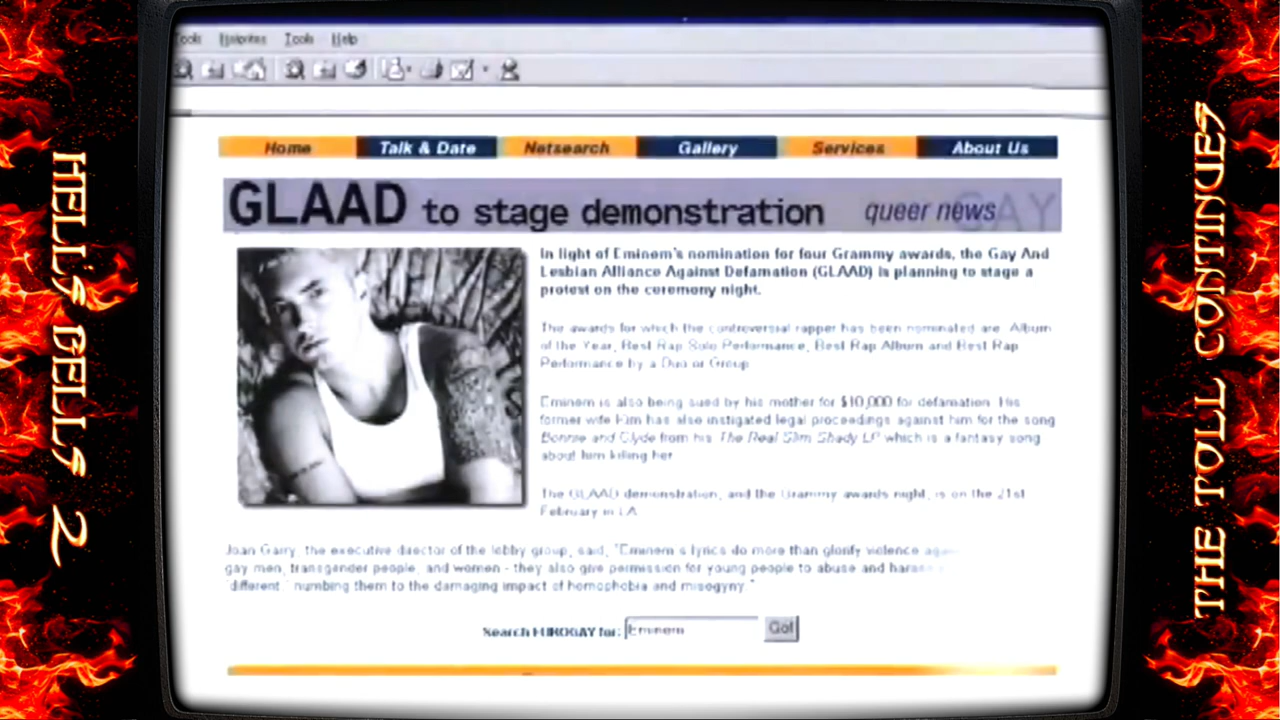 Tools Favorites Tools Help
Home Talk & Date Netsearch Gallery Services About Us
GLAAD to stage demonstration queer news GAY
In light of Eminem's nomination for four Grammy awards, the Gay And
Lesbian Alliance Against Defamation (GLAAD) is planning to stage a
protest on the ceremony night.
The awards for which the controversial rapper has been nominated are: Album
of the Year, Best Rap Solo Performance, Best Rap Album and Best Rap
Performance by a Duo or Group
Eminem is also being sued by his mother for $10,000 for defamation. His
former wife Kim has also instigated legal proceedings against him for the song
Bonnie and Clyde from his The Real Slim Shady LP which is a fantasy song
about him killing her
The GLAAD demonstration, and the Grammy awards night, is on the 21st
February in LA
Joan Garry, the executive director of the lobby group, said, "Eminem's lyrics do more than glorify violence
gay men, transgender people, and women - they also give permission for young people to abuse and
'different,' numbing them to the damaging impact of homophobia and misogyny."
Search EUROGAY for: Eminem Go!
HELL'S BELLS 2
THE TOLL CONTINUES